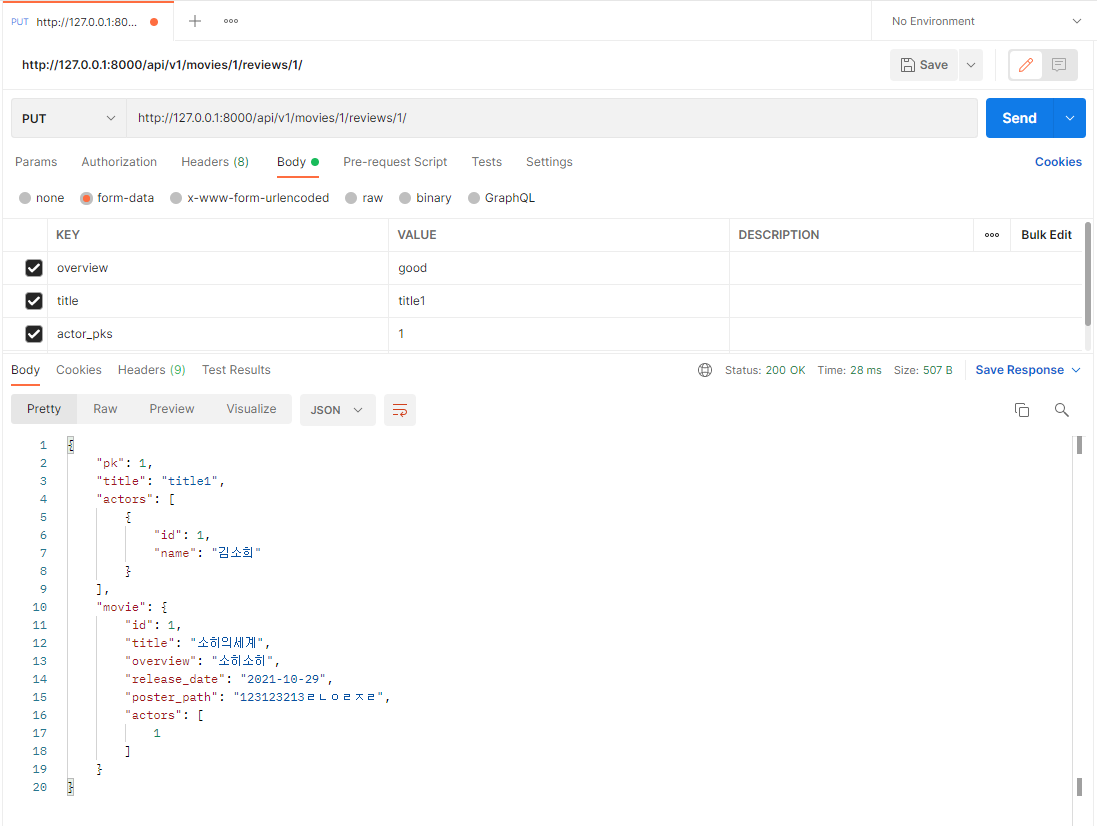 PUT http://127.0.0.1:80...
No Environment
http://127.0.0.1:8000/api/v1/movies/1/reviews/1/
Save
PUT http://127.0.0.1:8000/api/v1/movies/1/reviews/1/ Send
Params Authorization Headers (8) Body Pre-request Script Tests Settings Cookies
none form-data x-www-form-urlencoded raw binary GraphQL
KEY VALUE DESCRIPTION Bulk Edit
overview good
title title1
actor_pks 1
Body Cookies Headers (9) Test Results Status: 200 OK Time: 28 ms Size: 507 B Save Response
Pretty Raw Preview Visualize JSON
1 {
2 "pk": 1,
3 "title": "title1",
4 "actors": [
5 {
6 "id": 1,
7 "name": "김소희"
8 }
9 ],
10 "movie": {
11 "id": 1,
12 "title": "소히의세계",
13 "overview": "소히소히",
14 "release_date": "2021-10-29",
15 "poster_path": "123123213ㄹㄴㅇㄹㅈㄹ",
16 "actors": [
17 1
18 ]
19 }
20 }